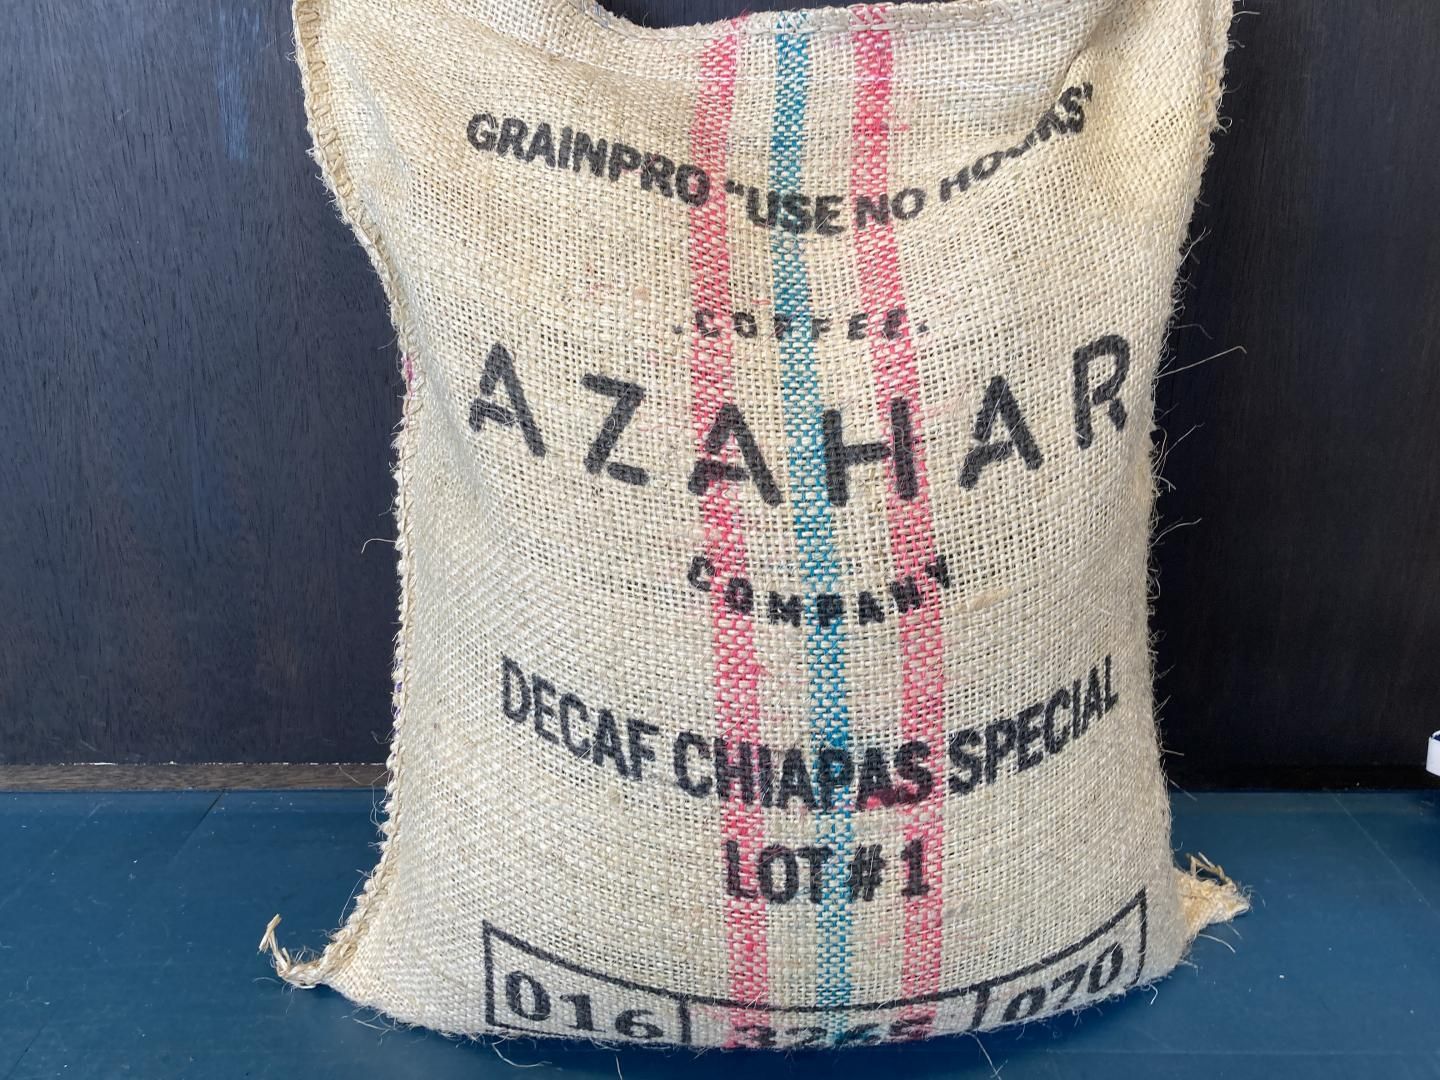 GRAINPRO "USE NO HOOKS"
·COFFEE·
AZAHAR
COMPANY
DECAF CHIAPAS SPECIAL
LOT #1
016 070